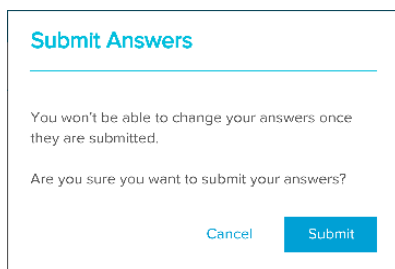 Submit Answers
You won't be able to change your answers once
they are submitted.
Are you sure you want to submit your answers?
Cancel
Submit